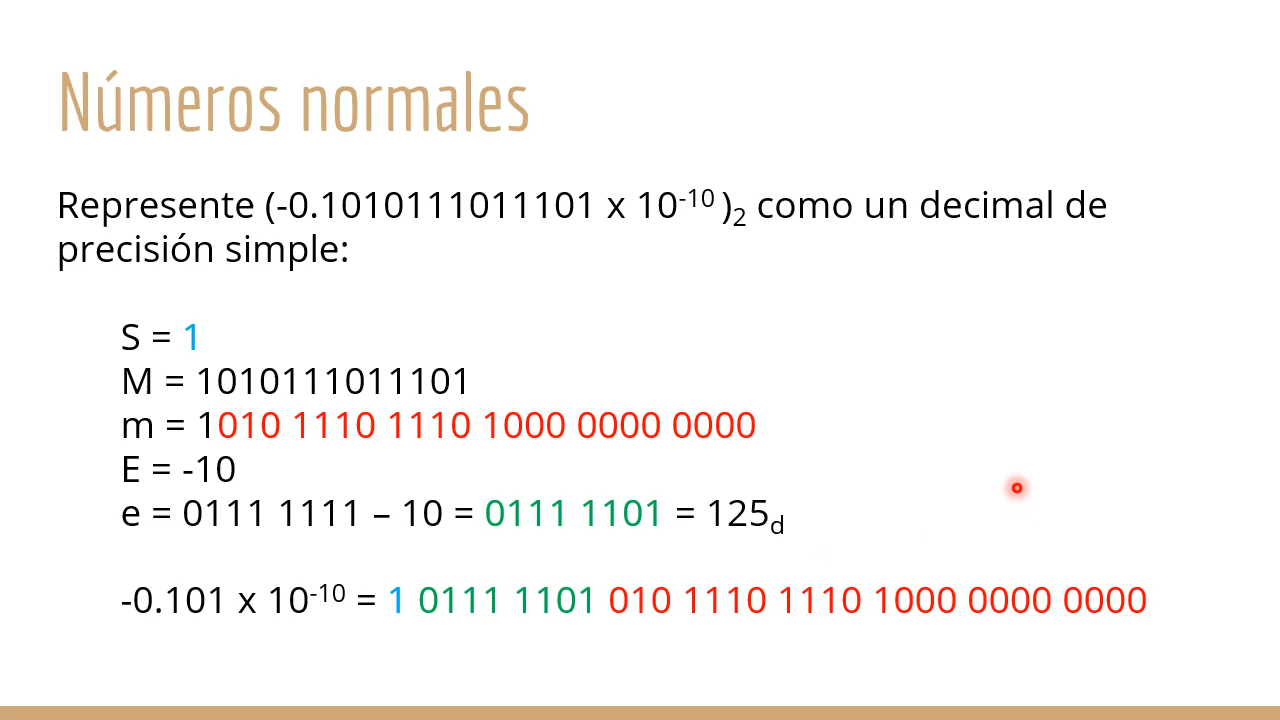 Números normales
Represente (-0.1010111011101 x 10⁻¹⁰ )₂ como un decimal de
precisión simple:
S = 1
M = 1010111011101
m = 1010 1110 1110 1000 0000 0000
E = -10
e = 0111 1111 – 10 = 0111 1101 = 125d
-0.101 x 10⁻¹⁰ = 1 0111 1101 010 1110 1110 1000 0000 0000